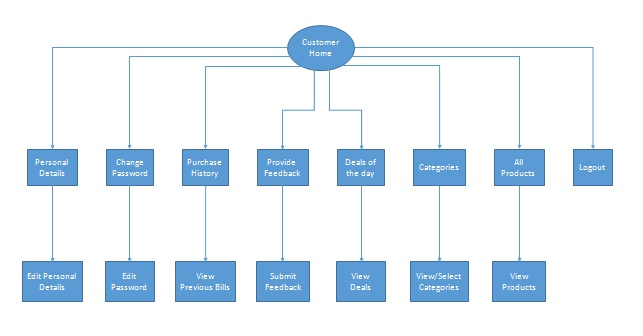 Customer
Home
Personal
Details
Change
Password
Purchase
History
Provide
Feedback
Deals of
the day
Categories
All
Products
Logout
Edit Personal
Details
Edit
Password
View
Previous Bills
Submit
Feedback
View
Deals
View/Select
Categories
View
Products